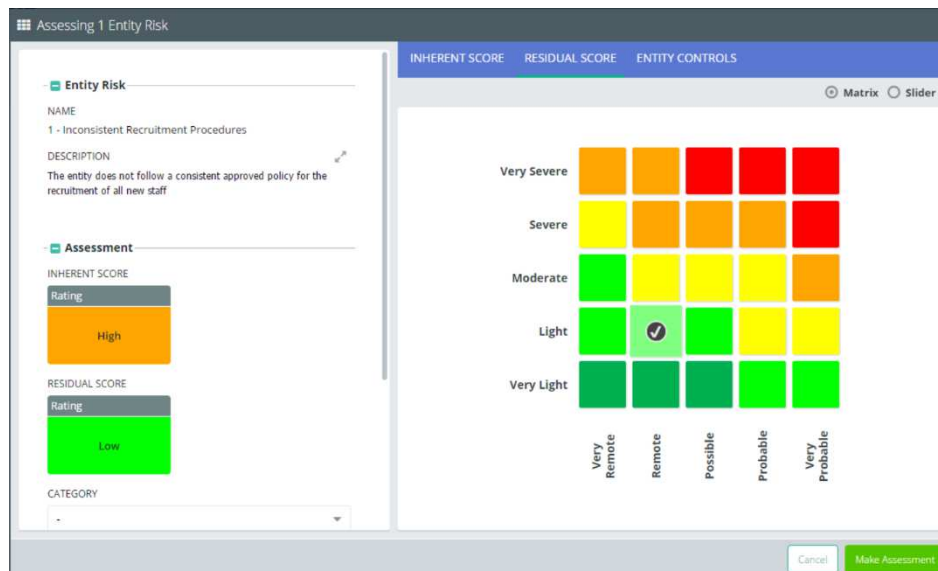 Assessing 1 Entity Risk
Entity Risk
NAME
1 - Inconsistent Recruitment Procedures
DESCRIPTION
The entity does not follow a consistent approved policy for the
recruitment of all new staff
Assessment
INHERENT SCORE
Rating
High
RESIDUAL SCORE
Rating
Low
CATEGORY
-
INHERENT SCORE RESIDUAL SCORE ENTITY CONTROLS
Matrix Slider
Very Severe
Severe
Moderate
Light
Very Light
Very
Remote
Remote
Possible
Probable
Very
Probable
Cancel Make Assessment